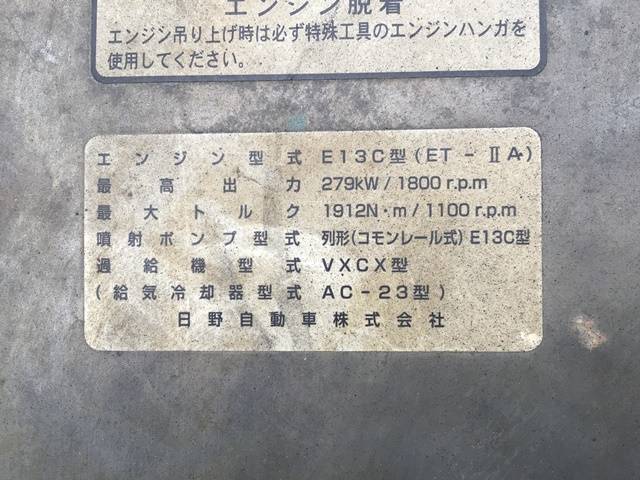 エンジン脱着
エンジン吊り上げ時は必ず特殊工具のエンジンハンガを
使用してください。
エンジン型式 E13C型(ET-ⅡA)
最高出力 279kW/1800r.p.m
最大トルク 1912N·m/1100r.p.m
噴射ポンプ型式 列形(コモンレール式)E13C型
過給機型式 VXCX型
(給気冷却器型式 AC-23型)
日野自動車株式会社